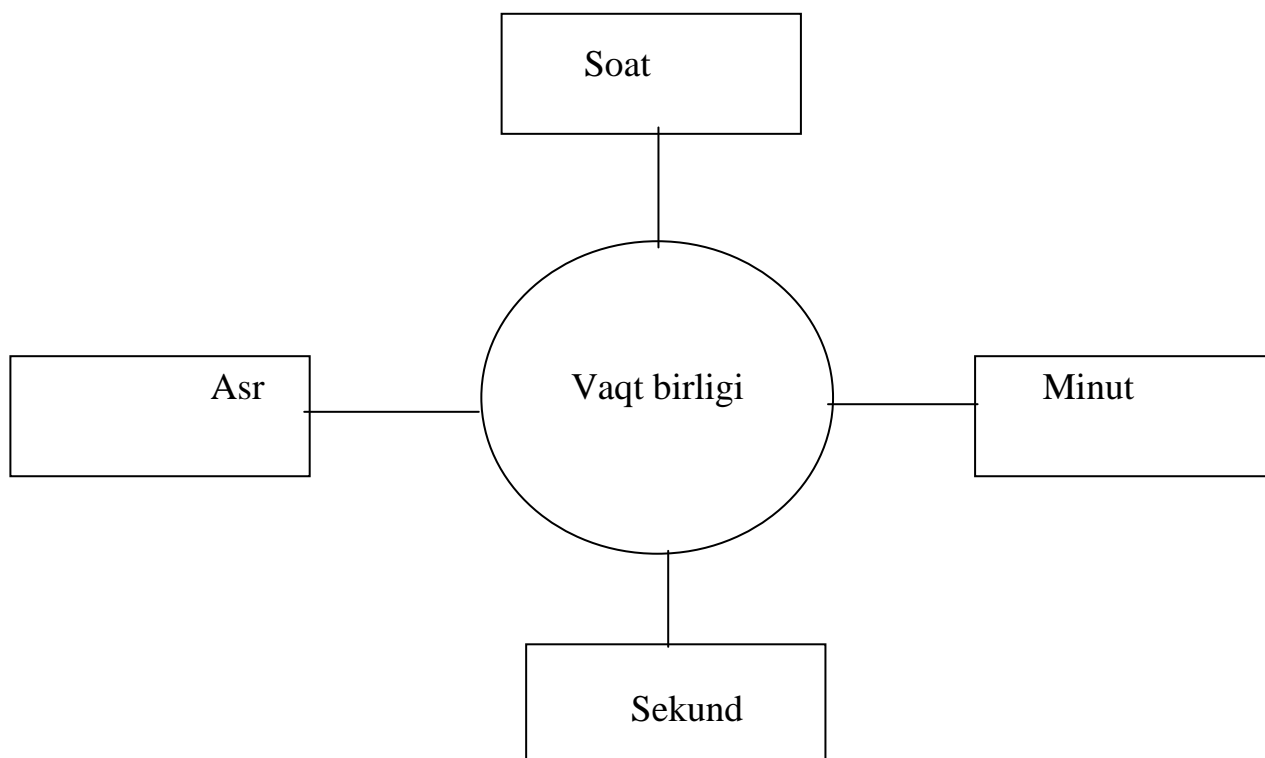 Soat
Asr
Vaqt birligi
Minut
Sekund